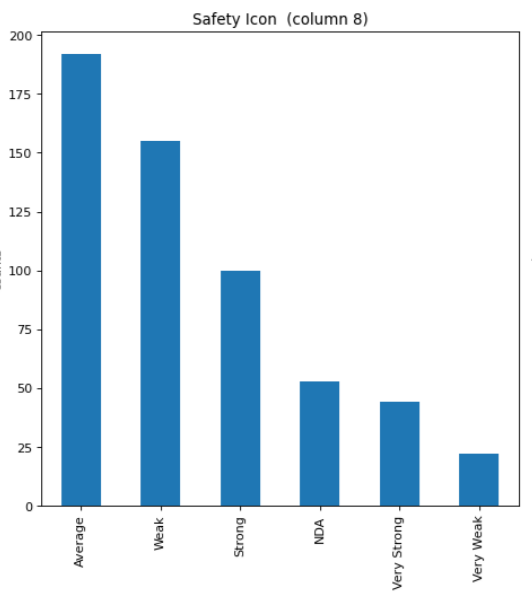 Safety Icon  (column 8)
200
175
150
125
100
75
50
25
0
Average
Weak
Strong
NDA
Very Strong
Very Weak